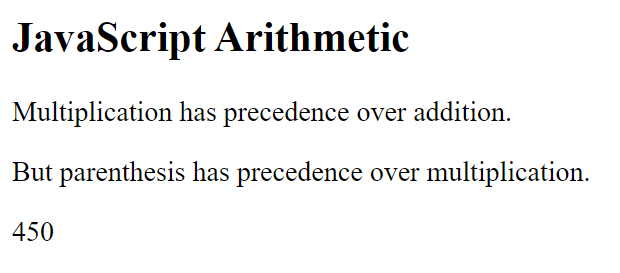 JavaScript Arithmetic
Multiplication has precedence over addition.
But parenthesis has precedence over multiplication.
450